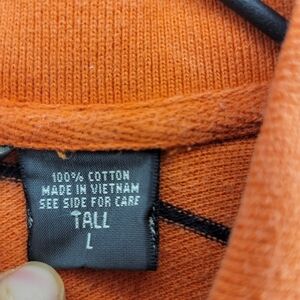 100% COTTON
MADE IN VIETNAM
SEE SIDE FOR CARE
TALL
L